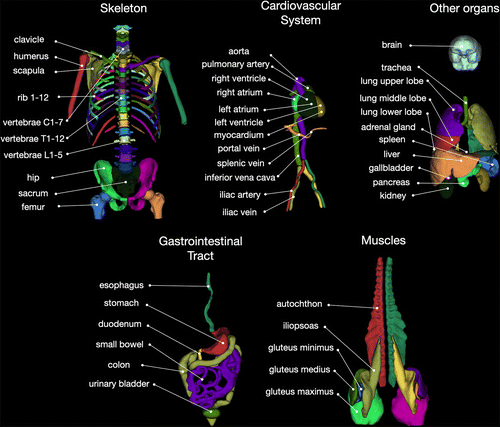 Skeleton
clavicle
humerus
scapula
rib 1-12
vertebrae C1-7
vertebrae T1-12
vertebrae L1-5
hip
sacrum
femur
Cardiovascular
System
aorta
pulmonary artery
right ventricle
right atrium
left atrium
left ventricle
myocardium
portal vein
splenic vein
inferior vena cava
iliac artery
iliac vein
Other organs
brain
trachea
lung upper lobe
lung middle lobe
lung lower lobe
adrenal gland
spleen
liver
gallbladder
pancreas
kidney
Gastrointestinal
Tract
esophagus
stomach
duodenum
small bowel
colon
urinary bladder
Muscles
autochthon
iliopsoas
gluteus minimus
gluteus medius
gluteus maximus